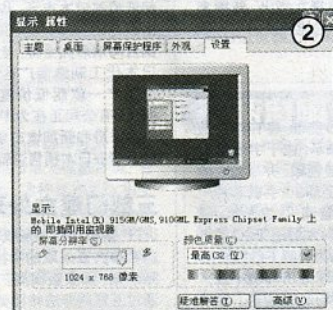 显示 属性
②
主题 桌面 屏幕保护程序 外观 设置
显示:
Mobile Intel(R) 915GM/GMS,910GML Express Chipset Family 上
的 即插即用监视器
屏幕分辨率(S)
少 多
1024 x 768 像素
颜色质量(C)
最高(32 位)
疑难解答(T)... 高级(V)